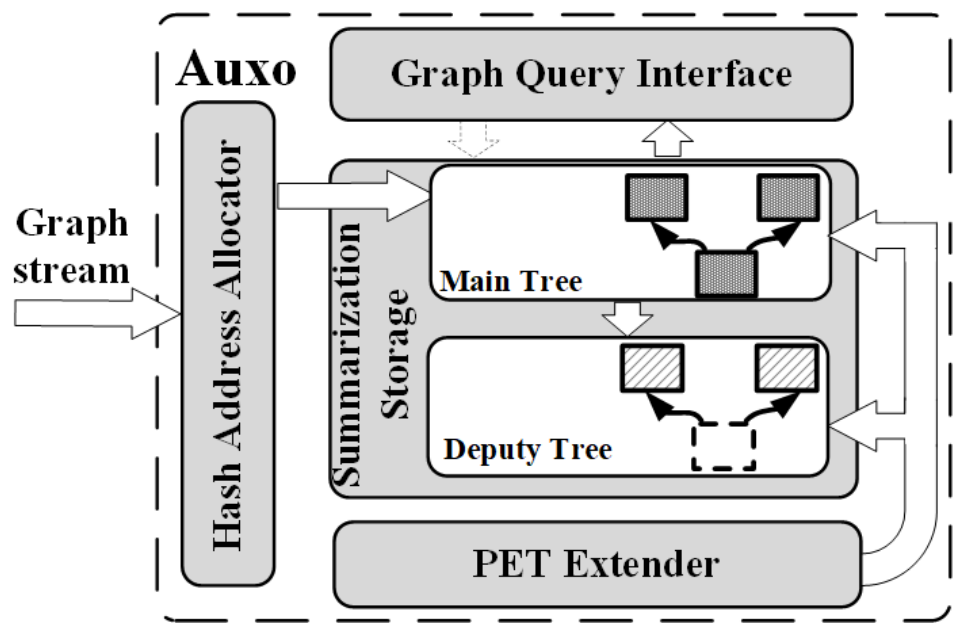 Auxo
Graph Query Interface
Graph
stream
Hash Address Allocator
Summarization
Storage
Main Tree
Deputy Tree
PET Extender